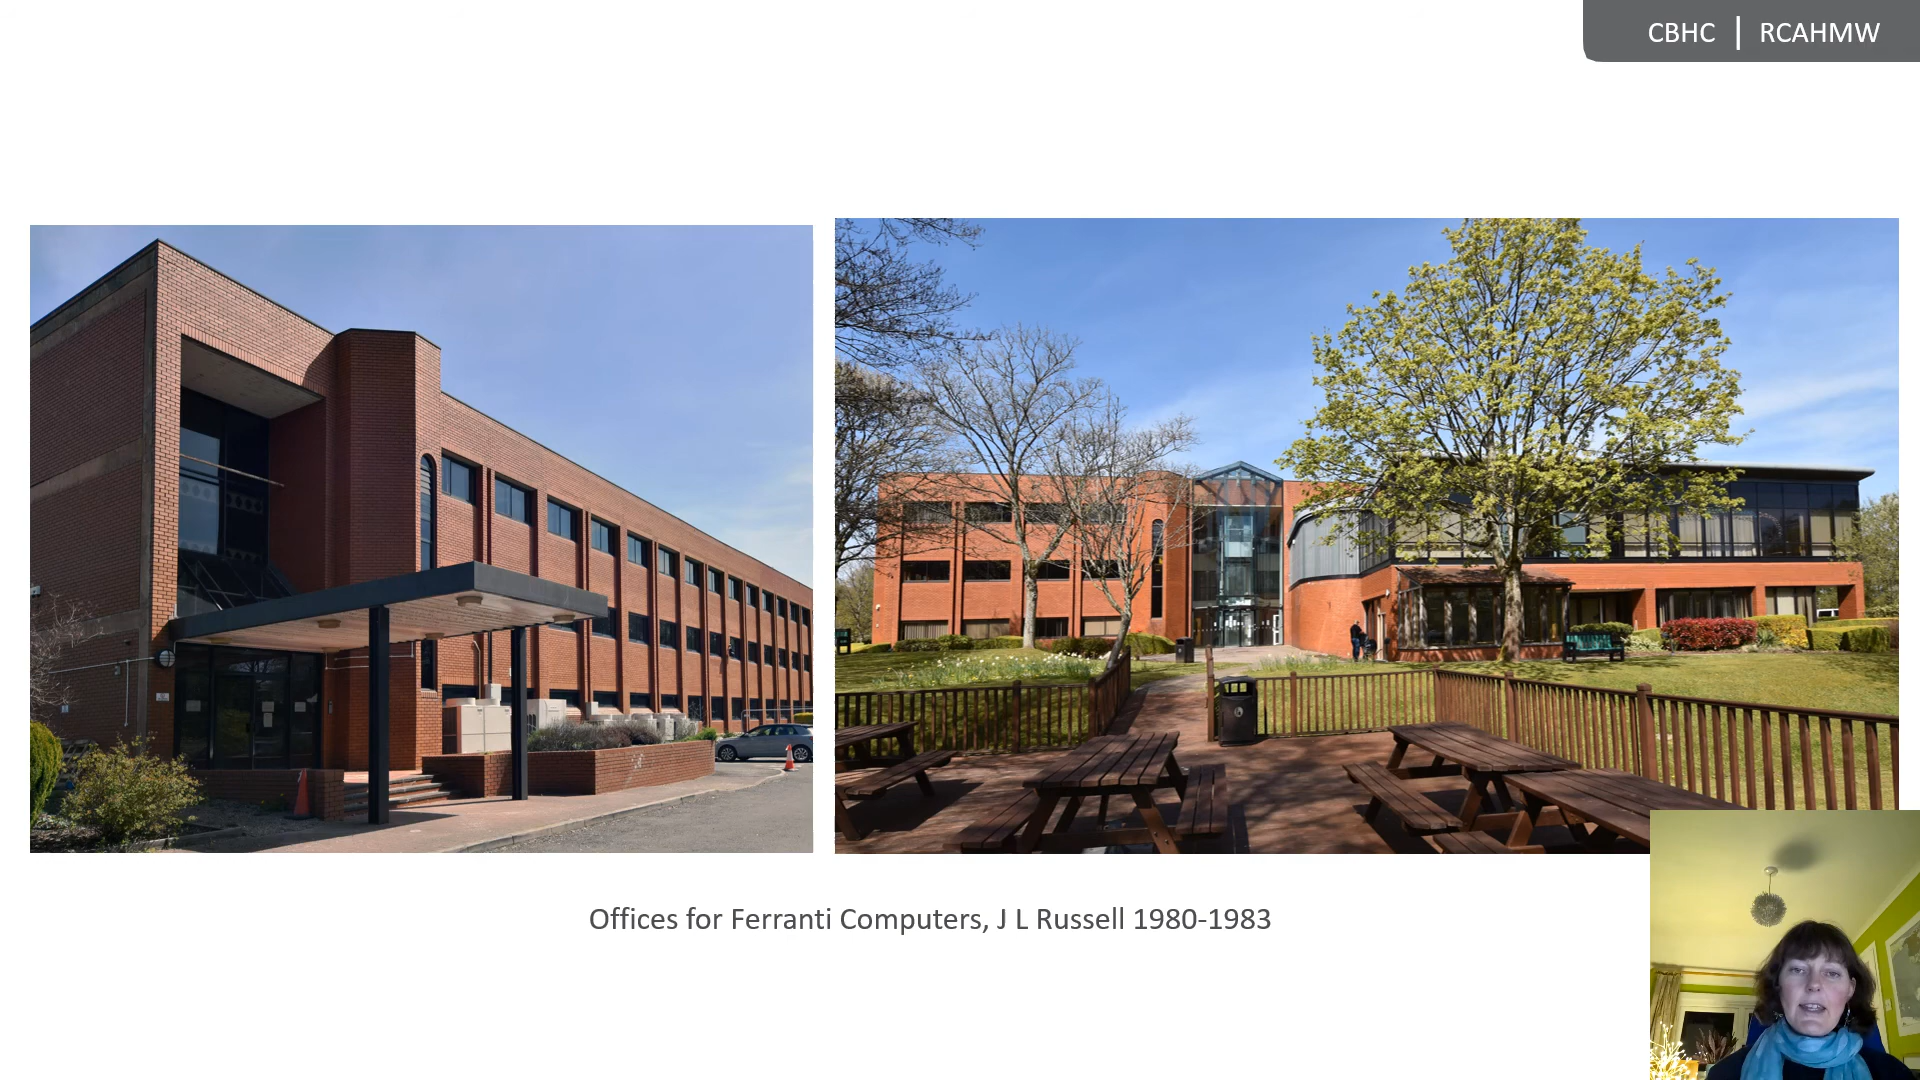 CBHC | RCAHMW
Offices for Ferranti Computers, J L Russell 1980-1983